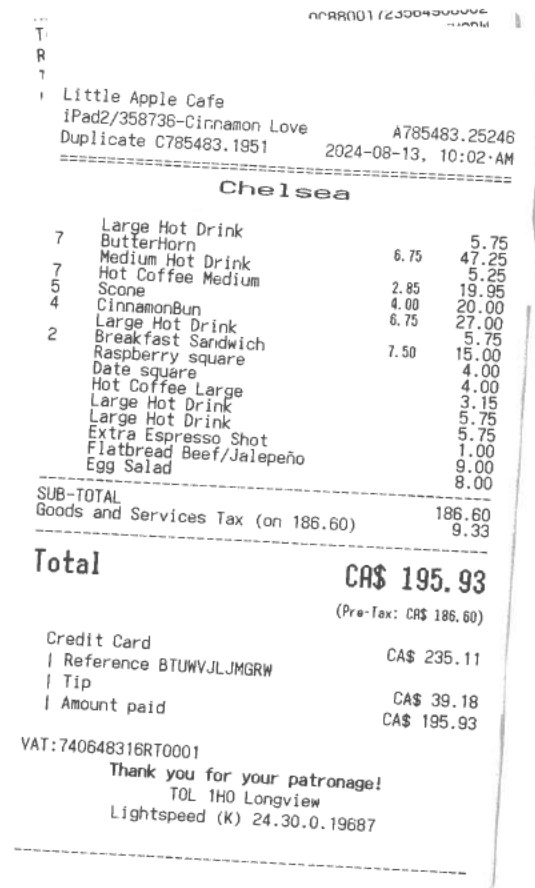 Little Apple Cafe
iPad2/358736-Cinnamon Love A785483.25246
Duplicate C785483.1951 2024-08-13, 10:02 AM
Chelsea
Large Hot Drink 5.75
7 ButterHorn 6.75 47.25
Medium Hot Drink 5.25
7 Hot Coffee Medium 2.85 19.95
5 Scone 4.00 20.00
4 CinnamonBun 6.75 27.00
Large Hot Drink 5.75
2 Breakfast Sandwich 7.50 15.00
Raspberry square 4.00
Date square 4.00
Hot Coffee Large 3.15
Large Hot Drink 5.75
Large Hot Drink 5.75
Extra Espresso Shot 1.00
Flatbread Beef/Jalepeño 9.00
Egg Salad 8.00
SUB-TOTAL 186.60
Goods and Services Tax (on 186.60) 9.33
Total CA$ 195.93
(Pre-Tax: CA$ 186.60)
Credit Card CA$ 235.11
| Reference BTUWVJLJMGRW
| Tip CA$ 39.18
| Amount paid CA$ 195.93
VAT:740648316RT0001
Thank you for your patronage!
T0L 1H0 Longview
Lightspeed (K) 24.30.0.19687